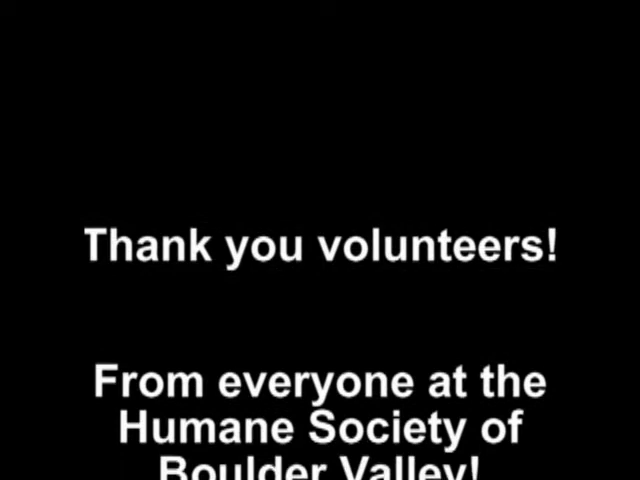 Thank you volunteers!
From everyone at the
Humane Society of
Boulder Valley!